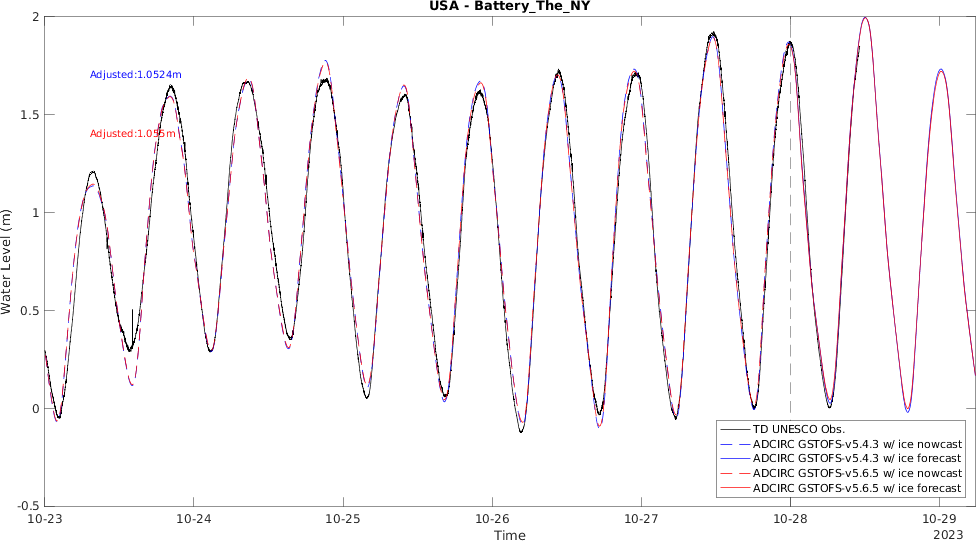 USA - Battery_The_NY
Adjusted:1.0524m
Adjusted:1.055m
Water Level (m)
2
1.5
1
0.5
0
-0.5
TD UNESCO Obs.
ADCIRC GSTOFS-v5.4.3 w/ ice nowcast
ADCIRC GSTOFS-v5.4.3 w/ ice forecast
ADCIRC GSTOFS-v5.6.5 w/ ice nowcast
ADCIRC GSTOFS-v5.6.5 w/ ice forecast
10-23 10-24 10-25 10-26 10-27 10-28 10-29
2023
Time